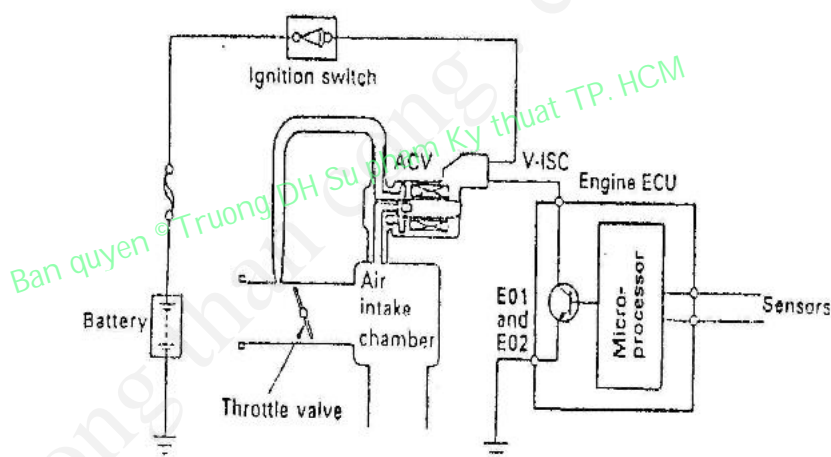 Ignition switch
ACV
V-ISC
Engine ECU
Air
intake
chamber
Battery
E01
and
E02
Micro-
processor
Sensors
Throttle valve
Ban quyen © Truong DH Su pham Ky thuat TP. HCM